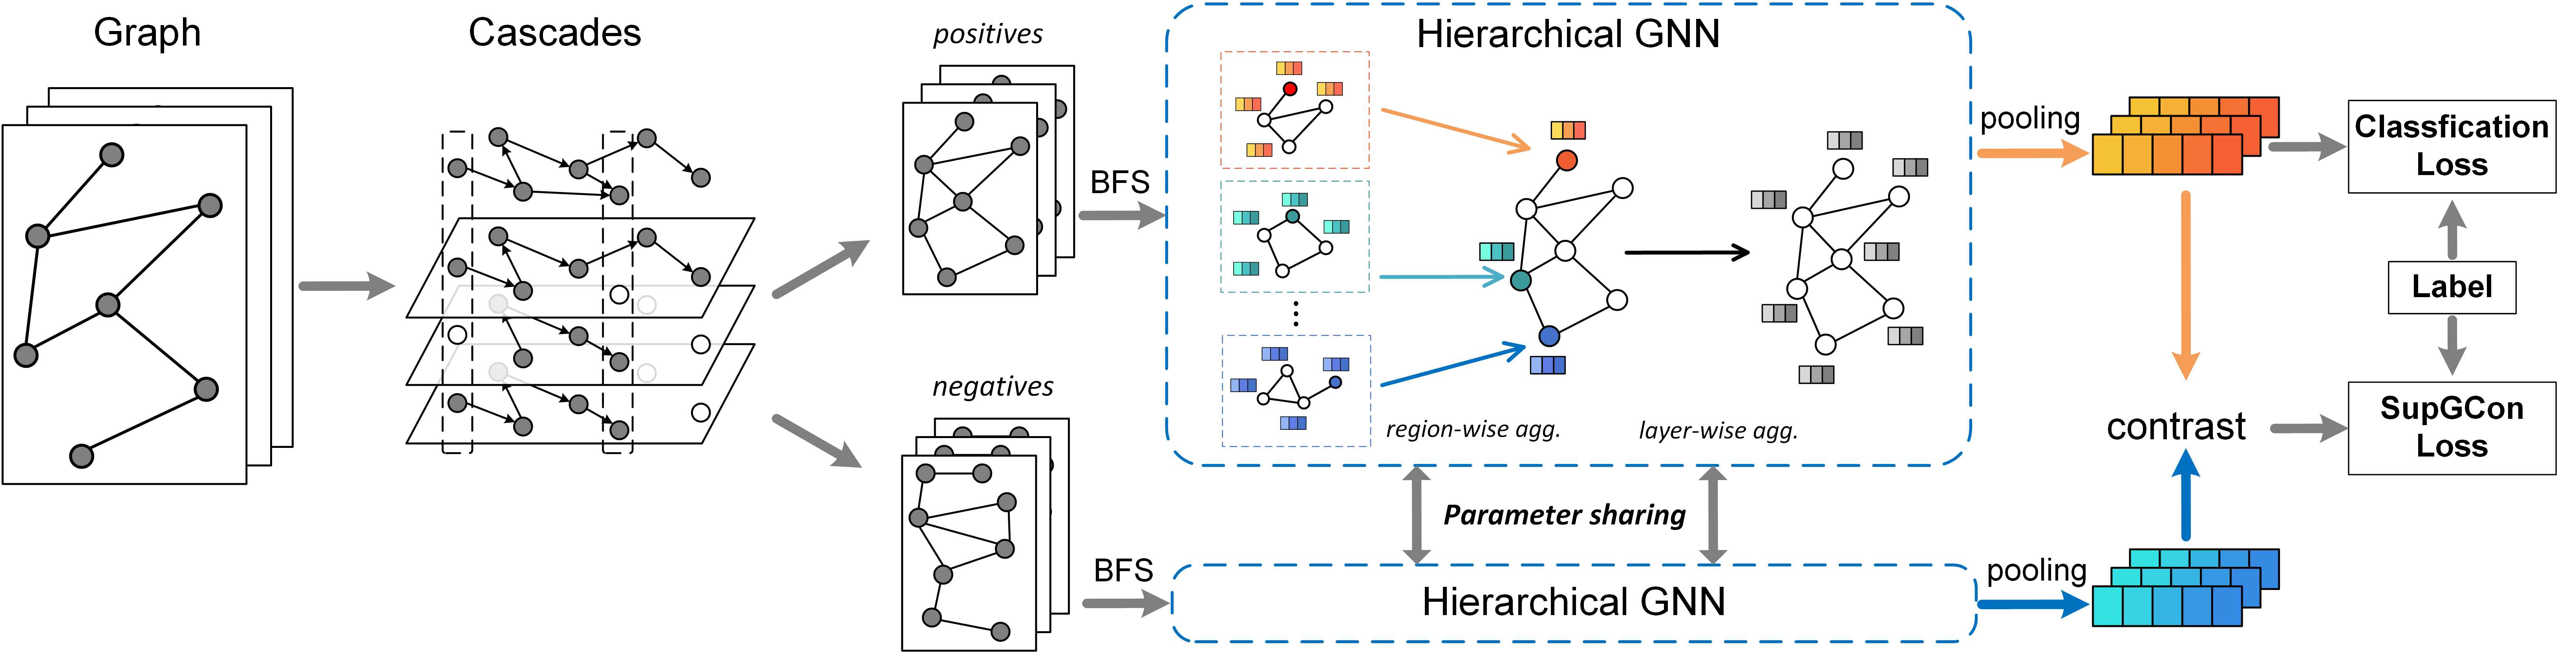 Graph
Cascades
positives
negatives
BFS
BFS
Hierarchical GNN
region-wise agg.
layer-wise agg.
Parameter sharing
Hierarchical GNN
pooling
pooling
contrast
Classfication
Loss
Label
SupGCon
Loss